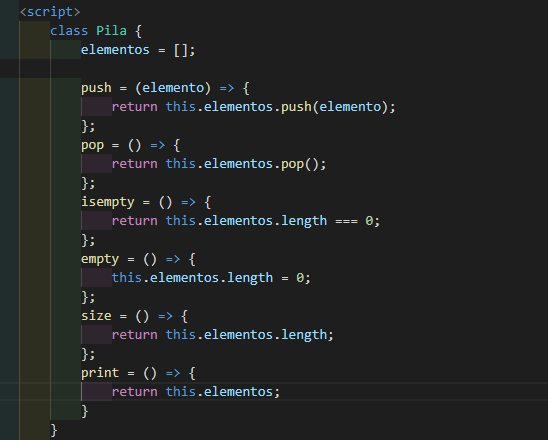 <script>
class Pila {
elementos = [];
push = (elemento) => {
return this.elementos.push(elemento);
};
pop = () => {
return this.elementos.pop();
};
isempty = () => {
return this.elementos.length === 0;
};
empty = () => {
this.elementos.length = 0;
};
size = () => {
return this.elementos.length;
};
print = () => {
return this.elementos;
}
}